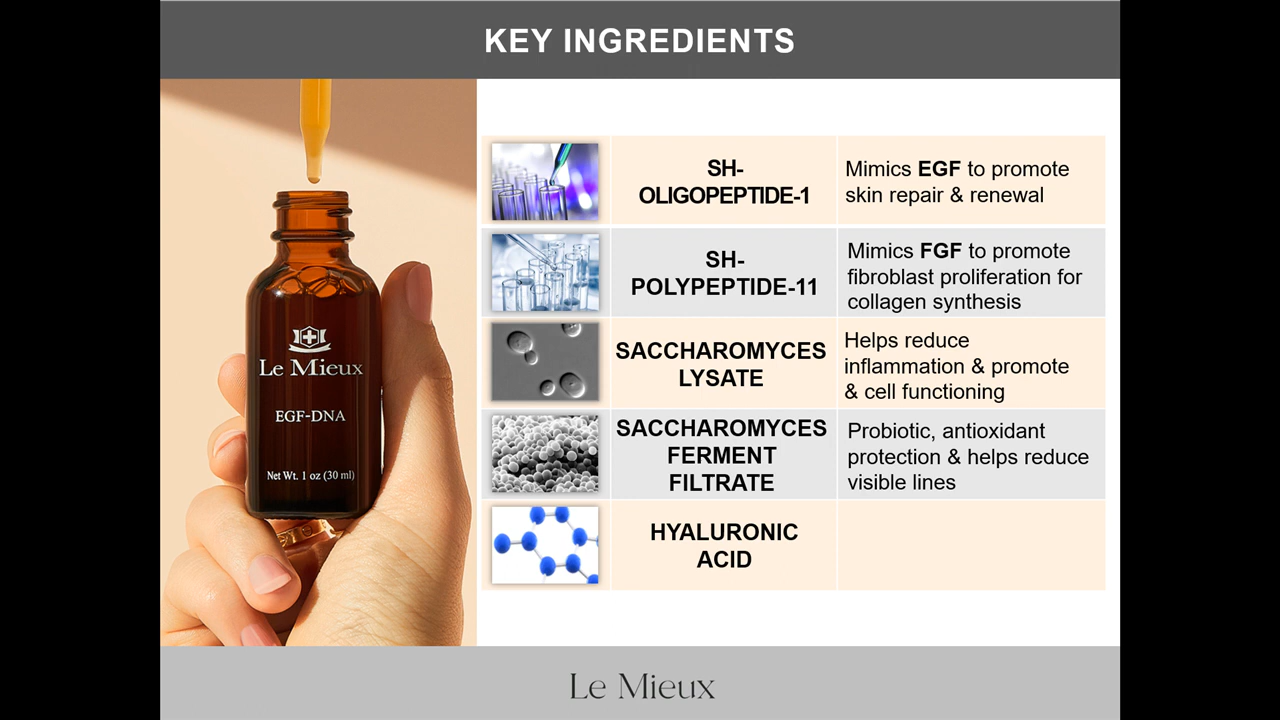 KEY INGREDIENTS
Le Mieux
EGF-DNA
Net Wt. 1 oz (30 ml)
SH-
OLIGOPEPTIDE-1
Mimics EGF to promote
skin repair & renewal
SH-
POLYPEPTIDE-11
Mimics FGF to promote
fibroblast proliferation for
collagen synthesis
SACCHAROMYCES
LYSATE
Helps reduce
inflammation & promote
& cell functioning
SACCHAROMYCES
FERMENT
FILTRATE
Probiotic, antioxidant
protection & helps reduce
visible lines
HYALURONIC
ACID
Le Mieux